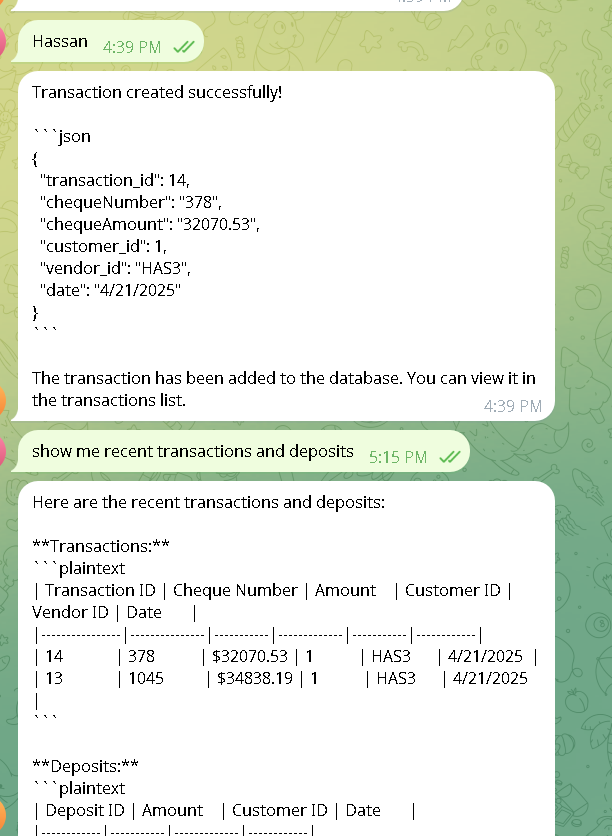 Hassan 4:39 PM
Transaction created successfully!
```json
{
"transaction_id": 14,
"chequeNumber": "378",
"chequeAmount": "32070.53",
"customer_id": 1,
"vendor_id": "HAS3",
"date": "4/21/2025"
}
```
The transaction has been added to the database. You can view it in
the transactions list. 4:39 PM
show me recent transactions and deposits 5:15 PM
Here are the recent transactions and deposits:
**Transactions:**
```plaintext
| Transaction ID | Cheque Number | Amount | Customer ID |
Vendor ID | Date |
|----------------|---------------|-----------|-------------|-----------|------------|
| 14 | 378 | $32070.53 | 1 | HAS3 | 4/21/2025 |
| 13 | 1045 | $34838.19 | 1 | HAS3 | 4/21/2025
|
```
**Deposits:**
```plaintext
| Deposit ID | Amount | Customer ID | Date |
|------------|-----------|-------------|------------|